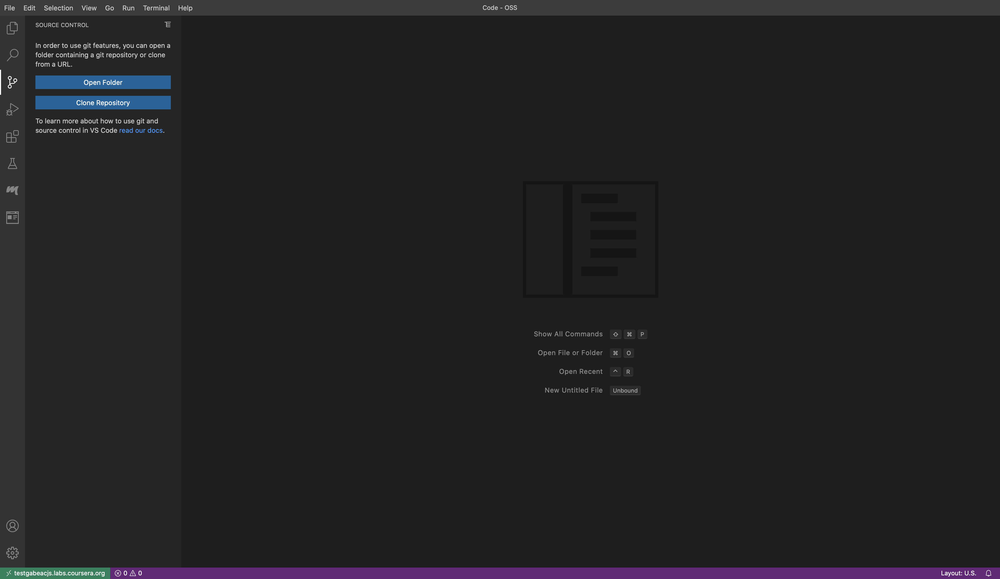 File Edit Selection View Go Run Terminal Help
Code - OSS
SOURCE CONTROL
In order to use git features, you can open a
folder containing a git repository or clone
from a URL.
Open Folder
Clone Repository
To learn more about how to use git and
source control in VS Code read our docs.
Show All Commands ⇧ ⌘ P
Open File or Folder ⌘ O
Open Recent ^ R
New Untitled File Unbound
testgabeacjs.labs.coursera.org 0 0
Layout: U.S.